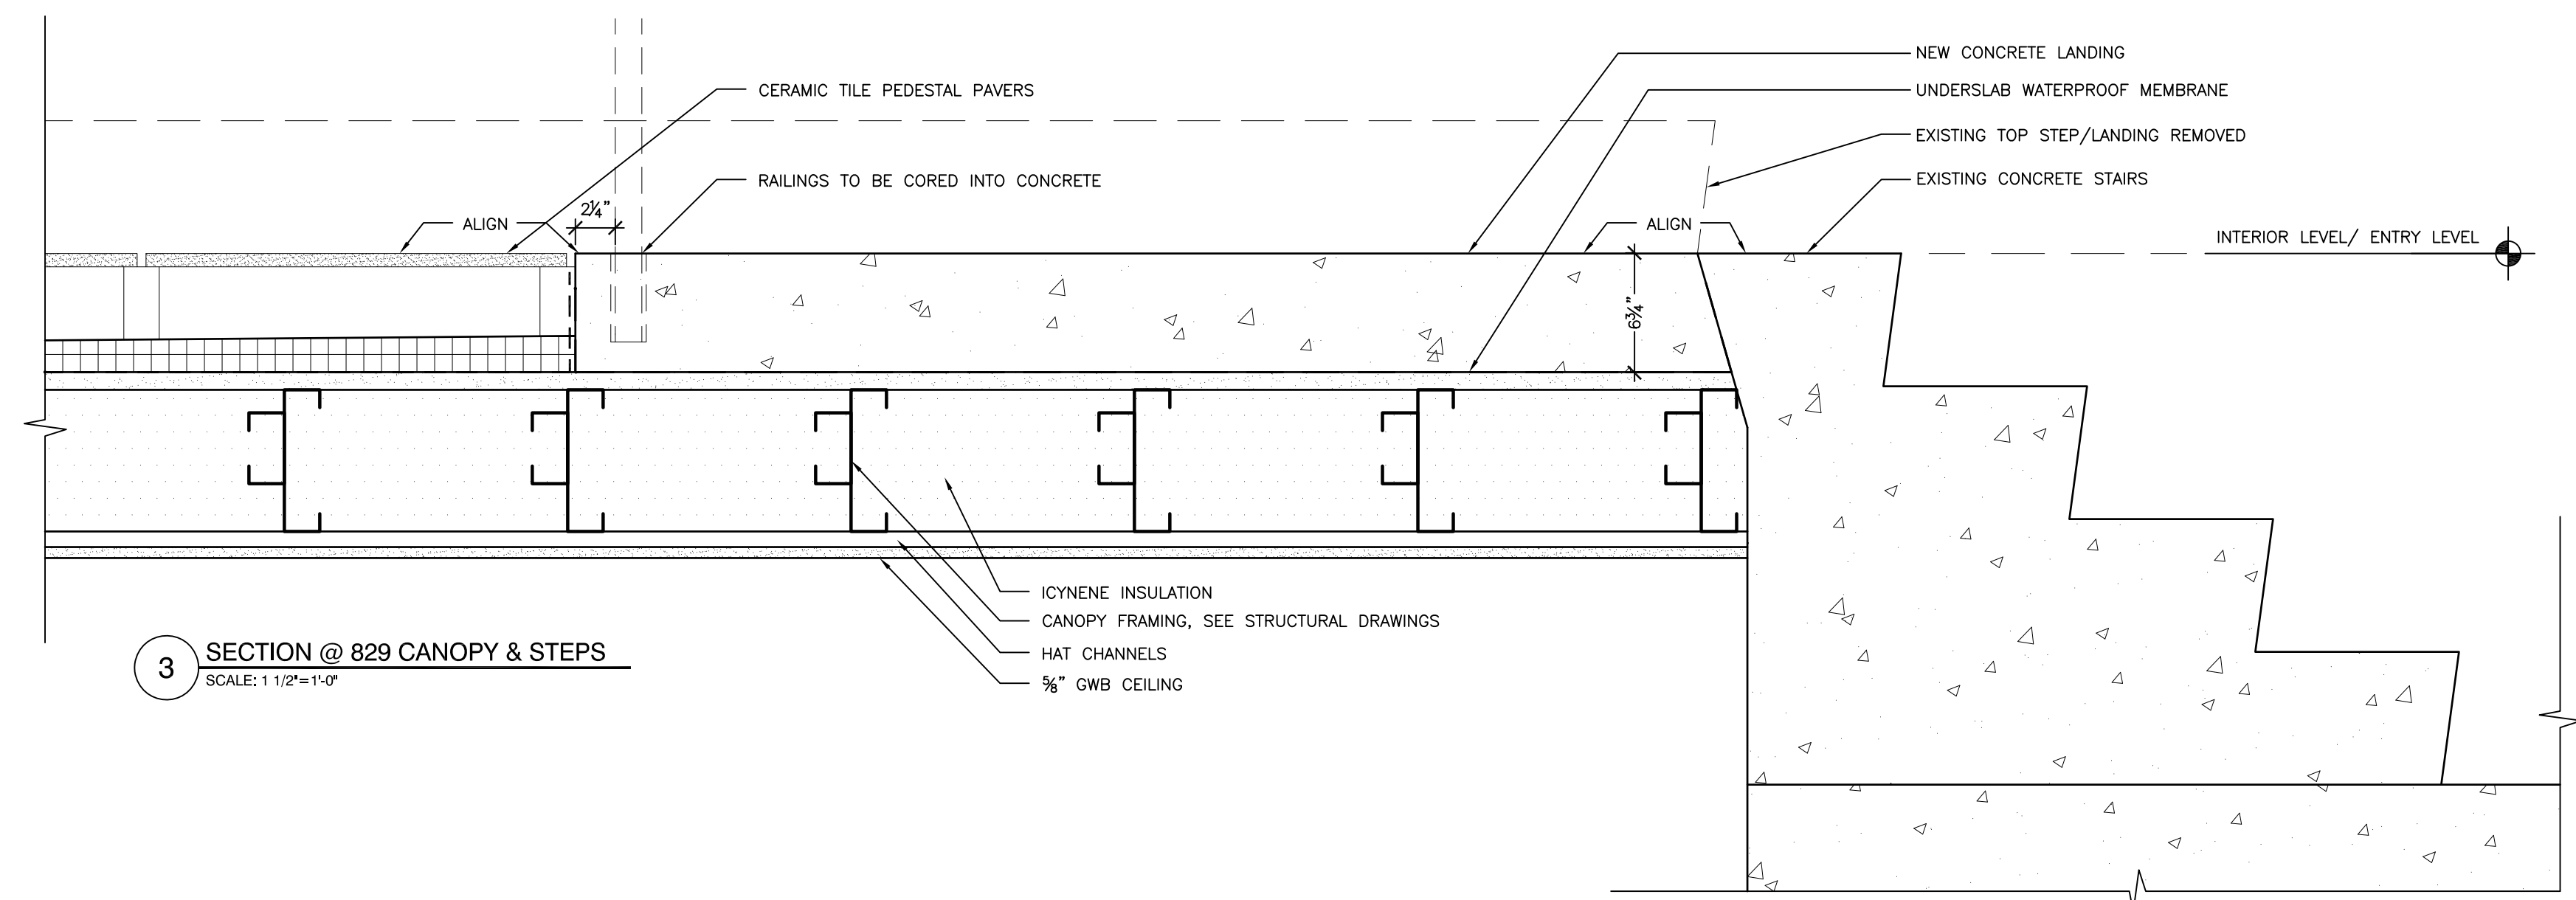 NEW CONCRETE LANDING
CERAMIC TILE PEDESTAL PAVERS
UNDERSLAB WATERPROOF MEMBRANE
EXISTING TOP STEP/LANDING REMOVED
RAILINGS TO BE CORED INTO CONCRETE
EXISTING CONCRETE STAIRS
2¼"
ALIGN
ALIGN
INTERIOR LEVEL/ ENTRY LEVEL
6¾"
ICYNENE INSULATION
CANOPY FRAMING, SEE STRUCTURAL DRAWINGS
HAT CHANNELS
⅝" GWB CEILING
3 SECTION @ 829 CANOPY & STEPS
SCALE: 1 1/2"=1'-0"